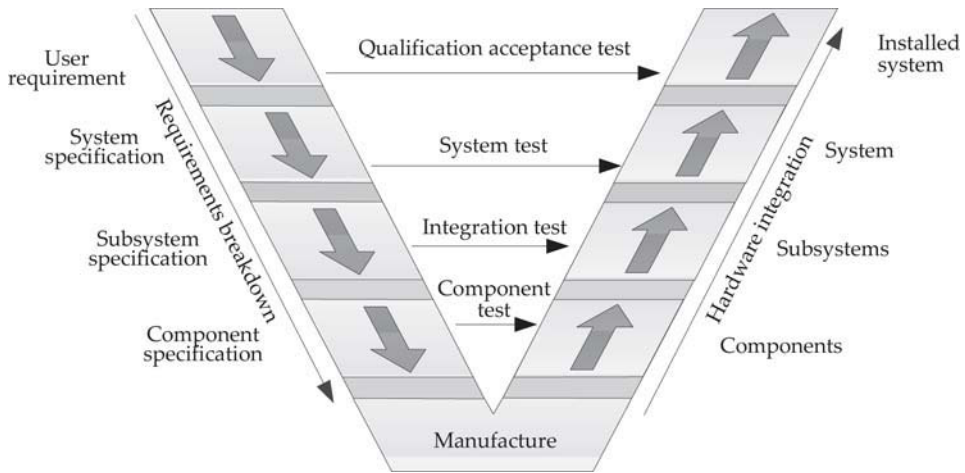 Qualification acceptance test
User
requirement
Installed
system
System
specification
System test
System
Requirements breakdown
Hardware integration
Subsystem
specification
Integration test
Subsystems
Component
test
Component
specification
Components
Manufacture